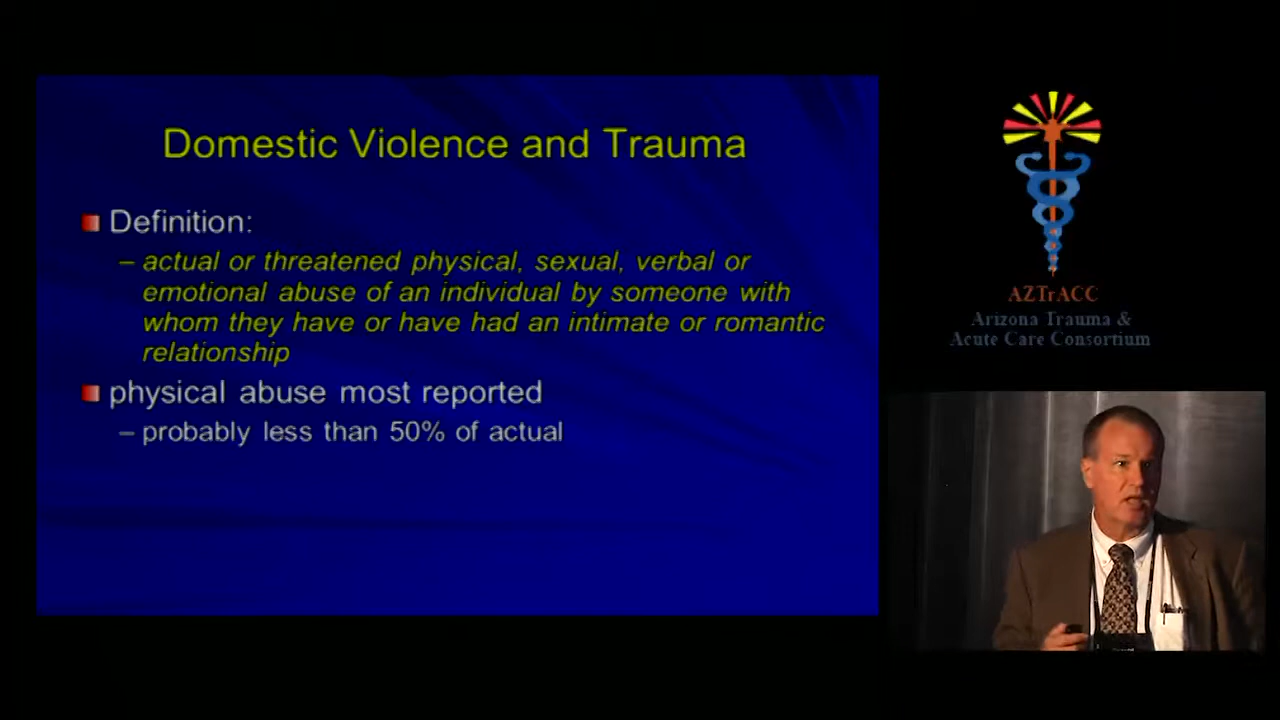 Domestic Violence and Trauma
Definition:
– actual or threatened physical, sexual, verbal or
emotional abuse of an individual by someone with
whom they have or have had an intimate or romantic
relationship
physical abuse most reported
– probably less than 50% of actual
AZTrACC
Arizona Trauma &
Acute Care Consortium